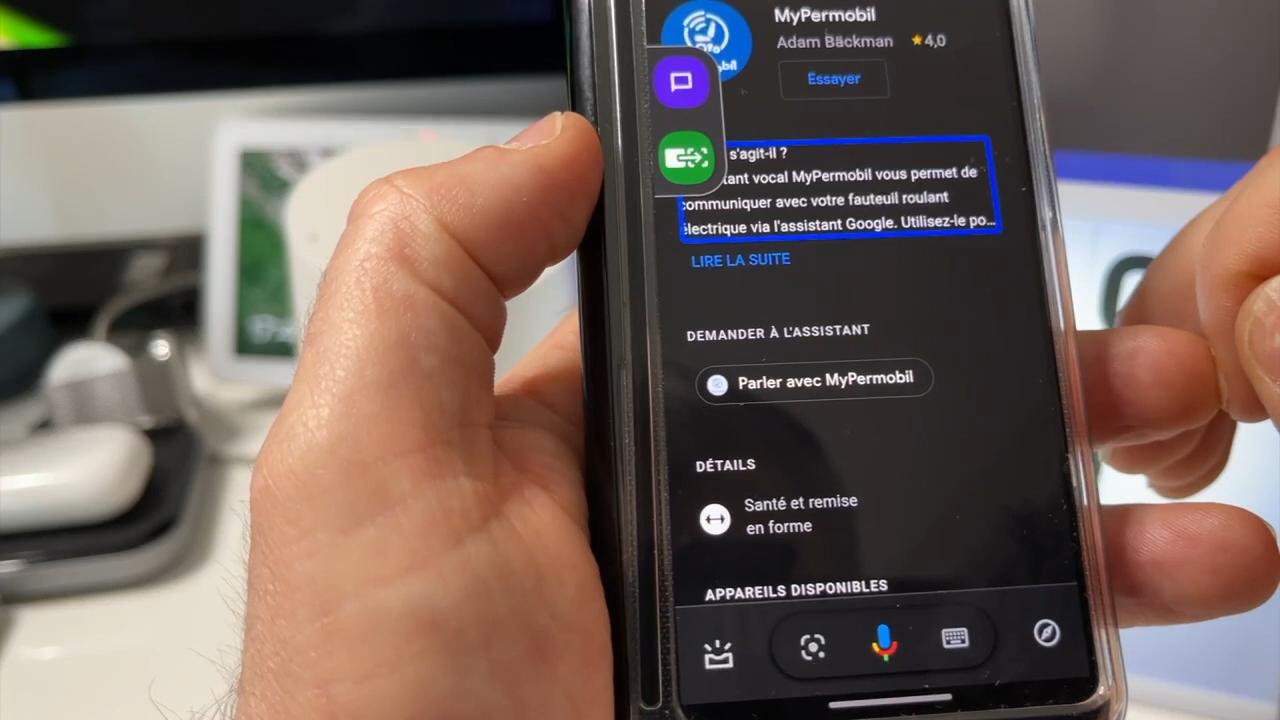 MyPermobil
Adam Bäckman ★4,0
Essayer
s'agit-il ?
tant vocal MyPermobil vous permet de
communiquer avec votre fauteuil roulant
électrique via l'assistant Google. Utilisez-le po...
LIRE LA SUITE
DEMANDER À L'ASSISTANT
Parler avec MyPermobil
DÉTAILS
Santé et remise
en forme
APPAREILS DISPONIBLES